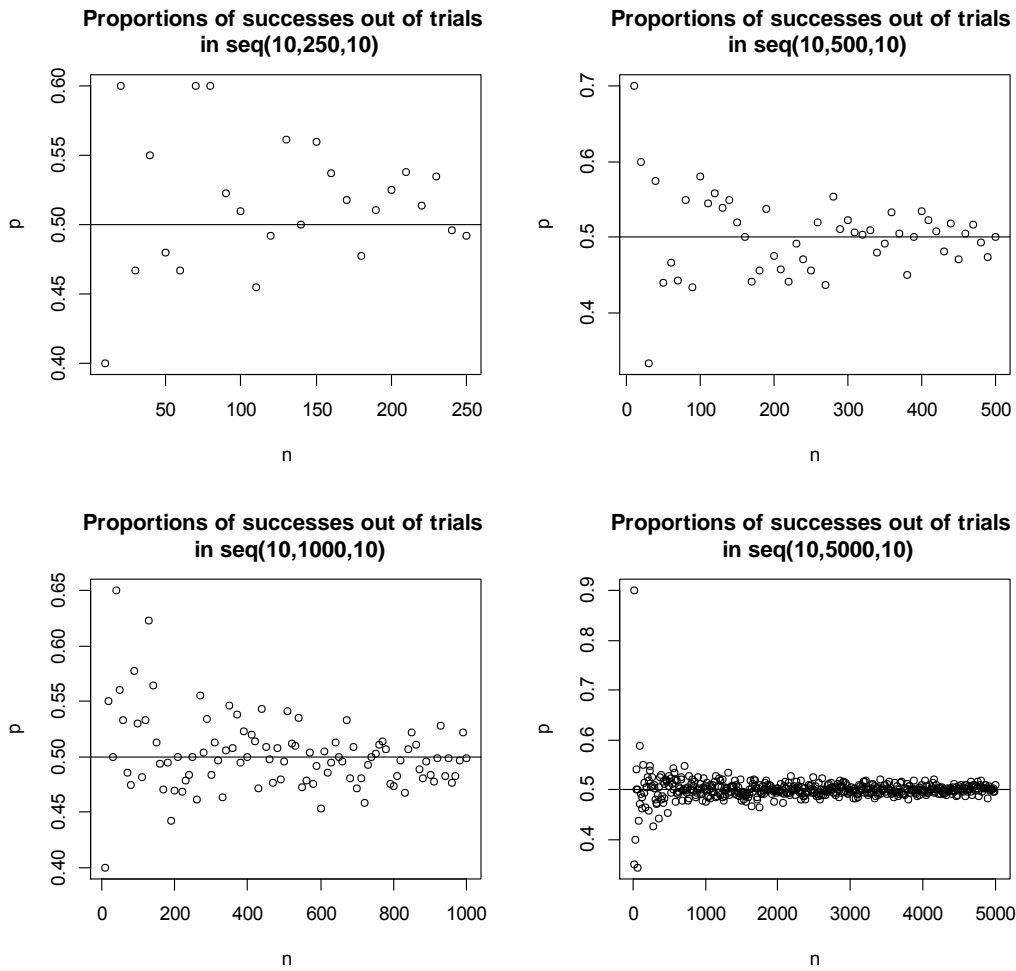 Proportions of successes out of trials
in seq(10,250,10)
0.60
0.55
0.50
0.45
0.40
p
50
100
150
200
250
n
Proportions of successes out of trials
in seq(10,500,10)
0.7
0.6
0.5
0.4
p
0
100
200
300
400
500
n
Proportions of successes out of trials
in seq(10,1000,10)
0.65
0.60
0.55
0.50
0.45
0.40
p
0
200
400
600
800
1000
n
Proportions of successes out of trials
in seq(10,5000,10)
0.9
0.8
0.7
0.6
0.5
0.4
p
0
1000
2000
3000
4000
5000
n